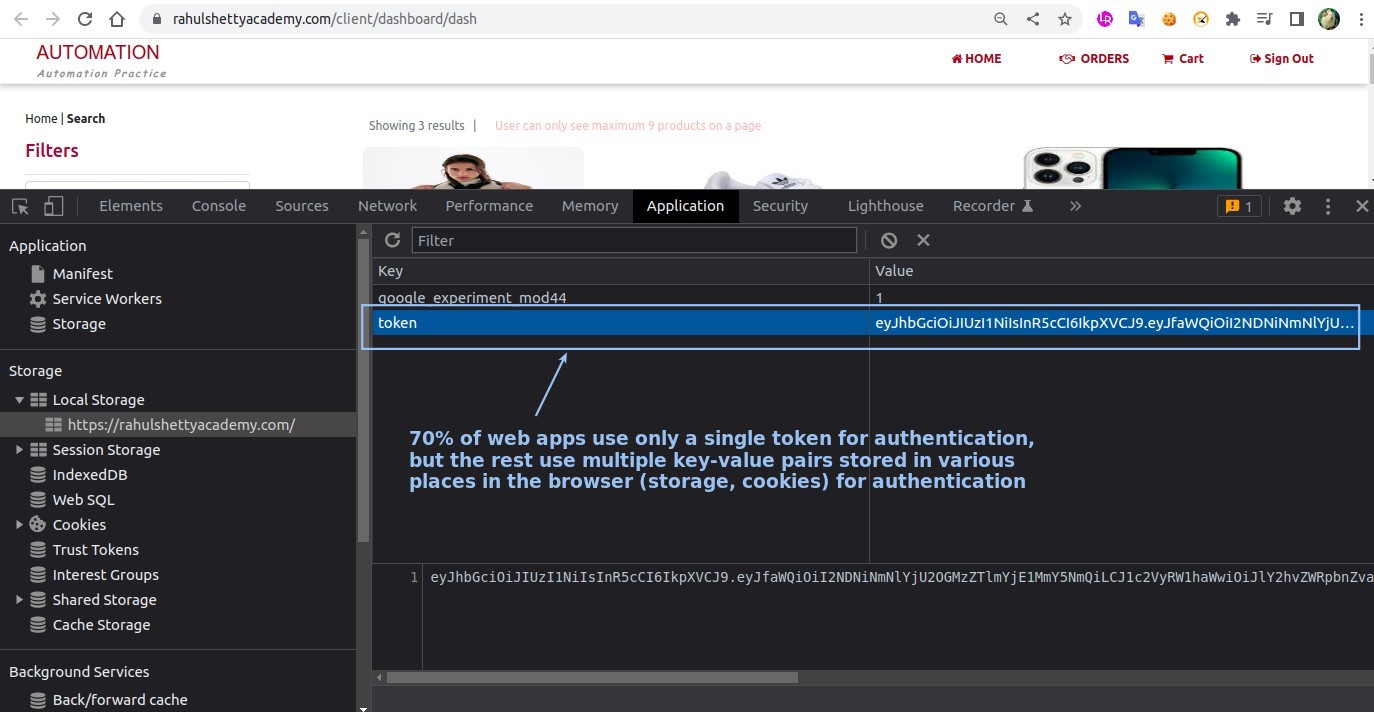 rahulshettyacademy.com/client/dashboard/dash
AUTOMATION
Automation Practice
HOME
ORDERS
Cart
Sign Out
Home | Search
Showing 3 results |
User can only see maximum 9 products on a page
Filters
Elements
Console
Sources
Network
Performance
Memory
Application
Security
Lighthouse
Recorder
1
Application
Manifest
Service Workers
Storage
Storage
Local Storage
https://rahulshettyacademy.com/
Session Storage
IndexedDB
Web SQL
Cookies
Trust Tokens
Interest Groups
Shared Storage
Cache Storage
Background Services
Back/forward cache
Filter
Key
Value
google_experiment_mod44
1
token
eyJhbGciOiJIUzI1NiIsInR5cCI6IkpXVCJ9.eyJfaWQiOiI2NDNiNmNlYjU…
70% of web apps use only a single token for authentication,
but the rest use multiple key-value pairs stored in various
places in the browser (storage, cookies) for authentication
1
eyJhbGciOiJIUzI1NiIsInR5cCI6IkpXVCJ9.eyJfaWQiOiI2NDNiNmNlYjU2OGMzZTlmYjE1MmY5NmQiLCJ1c2VyRW1haWwiOiJlY2hvZWRpbnZva